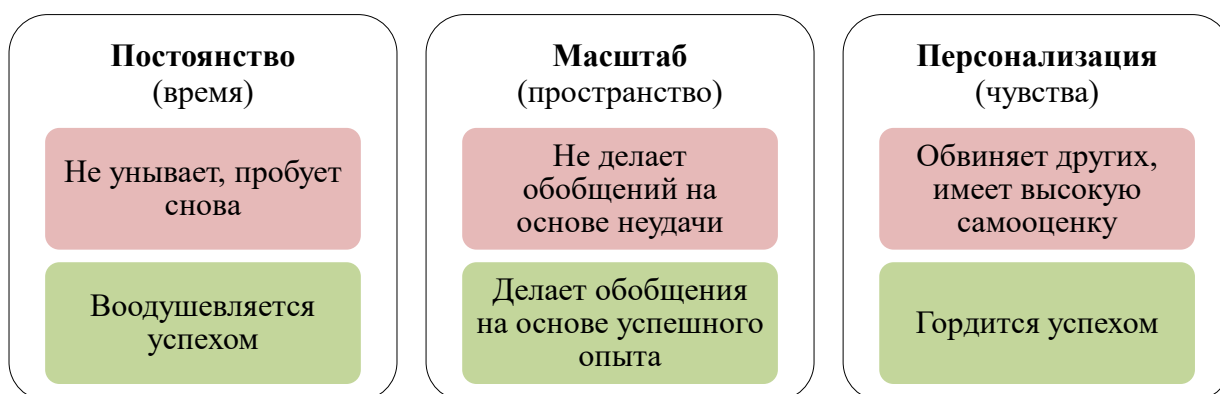 Постоянство
(время)
Не унывает, пробует
снова
Воодушевляется
успехом
Масштаб
(пространство)
Не делает
обобщений на
основе неудачи
Делает обобщения
на основе успешного
опыта
Персонализация
(чувства)
Обвиняет других,
имеет высокую
самооценку
Гордится успехом